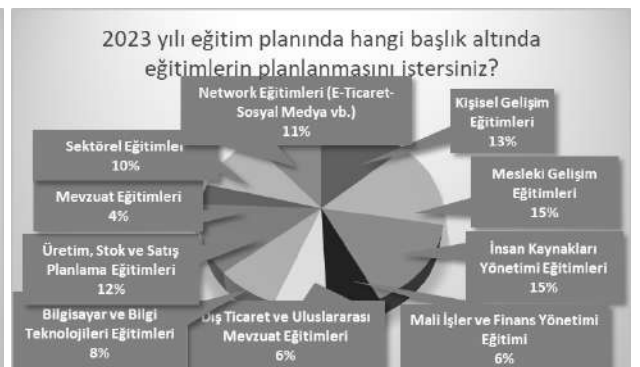 2023 yılı eğitim planında hangi başlık altında
eğitimlerin planlanmasını istersiniz?
Network Eğitimleri (E-Ticaret-
Sosyal Medya vb.)
11%
Kişisel Gelişim
Eğitimleri
13%
Mesleki Gelişim
Eğitimleri
15%
İnsan Kaynakları
Yönetimi Eğitimleri
15%
Mali İşler ve Finans Yönetimi
Eğitimi
6%
Dış Ticaret ve Uluslararası
Mevzuat Eğitimleri
6%
Bilgisayar ve Bilgi
Teknolojileri Eğitimleri
8%
Üretim, Stok ve Satış
Planlama Eğitimleri
12%
Mevzuat Eğitimleri
4%
Sektörel Eğitimler
10%